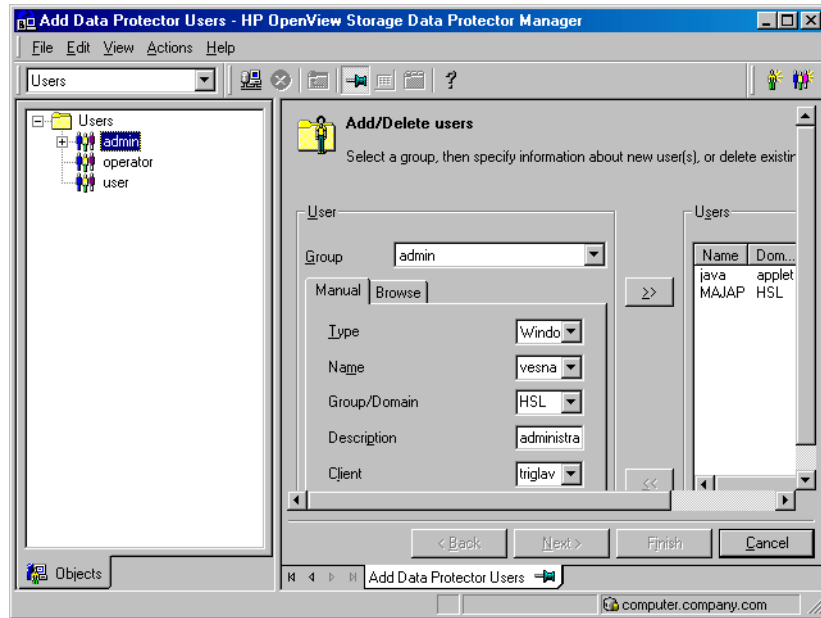 Add Data Protector Users - HP OpenView Storage Data Protector Manager
File Edit View Actions Help
Users
Users
admin
operator
user
Objects
Add/Delete users
Select a group, then specify information about new user(s), or delete existin
User
Group admin
Manual Browse
Type Windo
Name vesna
Group/Domain HSL
Description administra
Client triglav
>>
<<
Users
Name Dom...
java applet
MAJAP HSL
< Back Next > Finish Cancel
Add Data Protector Users
computer.company.com